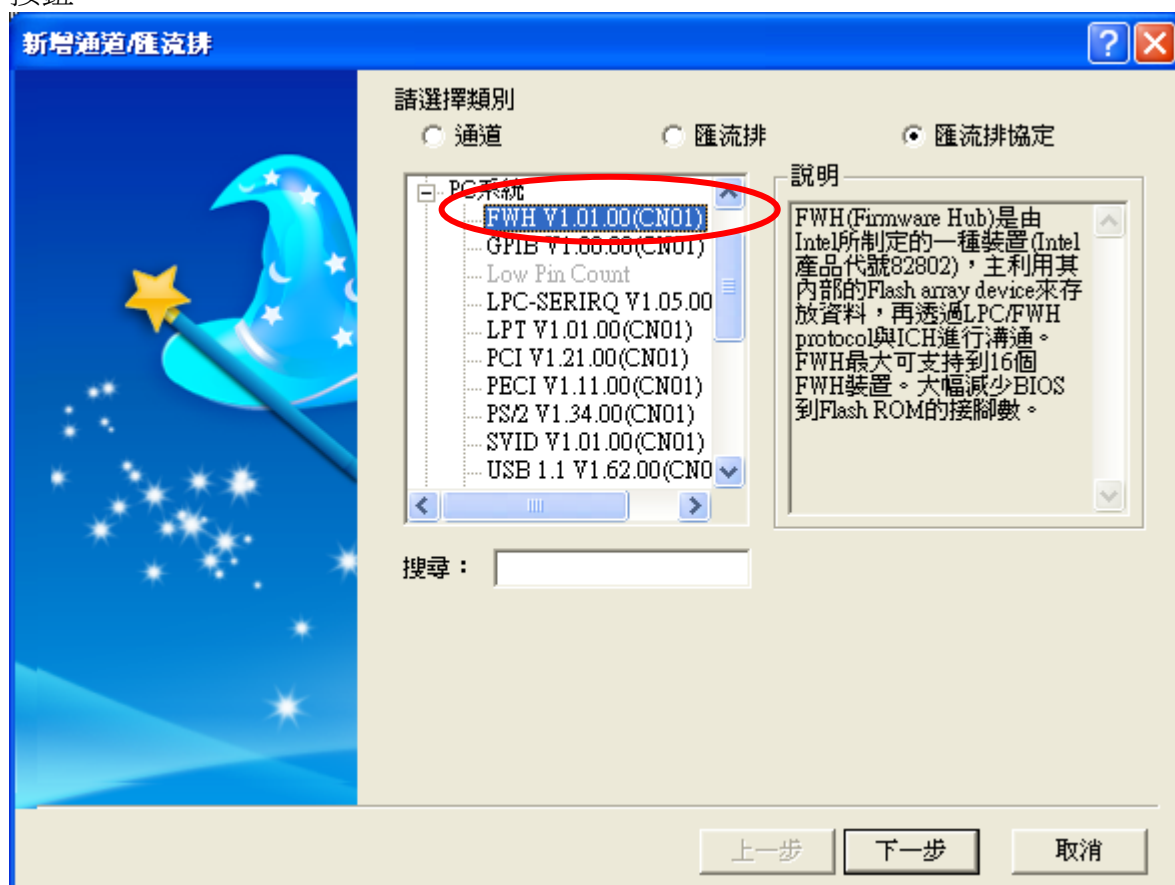 按鈕
新增通道/匯流排
請選擇類別
通道 匯流排 匯流排協定
PC系統
FWH V1.01.00(CN01)
GPIB V1.00.00(CN01)
Low Pin Count
LPC-SERIRQ V1.05.00
LPT V1.01.00(CN01)
PCI V1.21.00(CN01)
PECI V1.11.00(CN01)
PS/2 V1.34.00(CN01)
SVID V1.01.00(CN01)
USB 1.1 V1.62.00(CN0
說明
FWH(Firmware Hub)是由
Intel所制定的一種裝置(Intel
產品代號82802)，主利用其
內部的Flash array device來存
放資料，再透過LPC/FWH
protocol與ICH進行溝通。
FWH最大可支持到16個
FWH裝置。大幅減少BIOS
到Flash ROM的接腳數。
搜尋：
上一步 下一步 取消